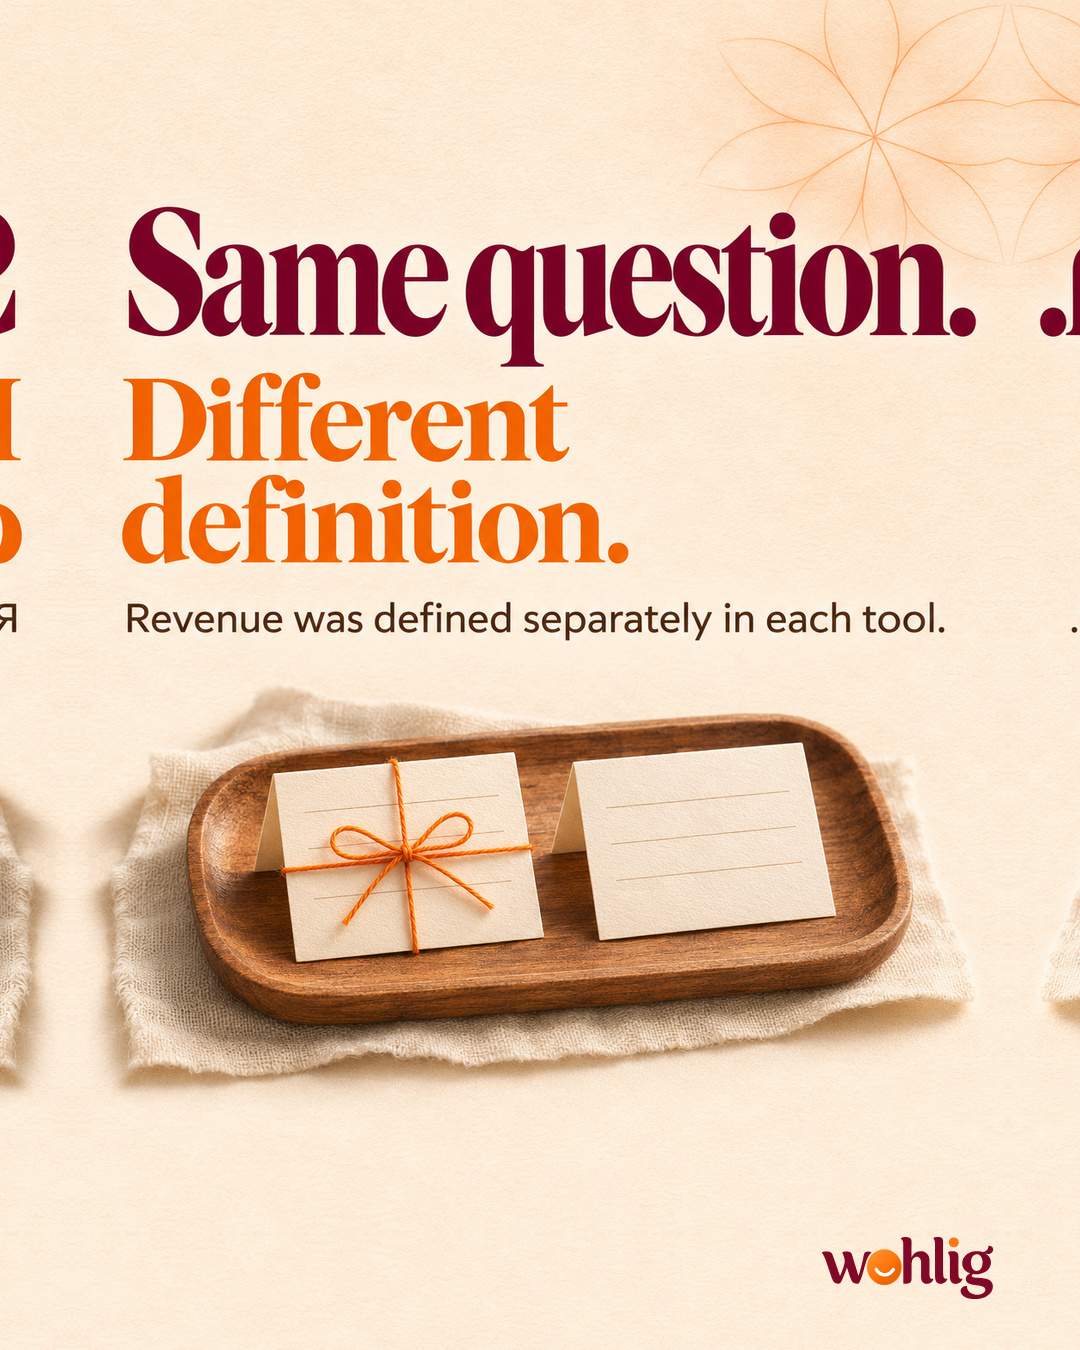 Same question.
Different
definition.
Revenue was defined separately in each tool.
wohlig